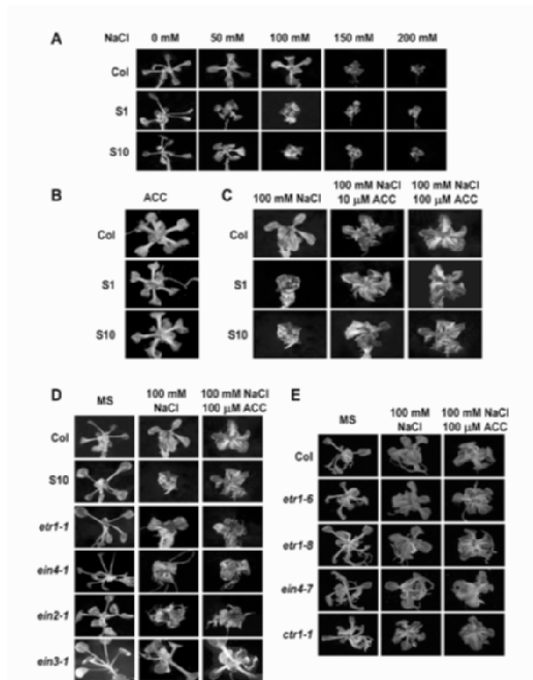 A
NaCl 0 mM 50 mM 100 mM 150 mM 200 mM
Col
S1
S10
B
ACC
Col
S1
S10
C
100 mM NaCl
100 mM NaCl
10 μM ACC
100 mM NaCl
100 μM ACC
Col
S1
S10
D
MS
100 mM
NaCl
100 mM NaCl
100 μM ACC
Col
S10
etr1-1
ein4-1
ein2-1
ein3-1
E
MS
100 mM
NaCl
100 mM NaCl
100 μM ACC
Col
etr1-6
etr1-8
ein4-7
ctr1-1